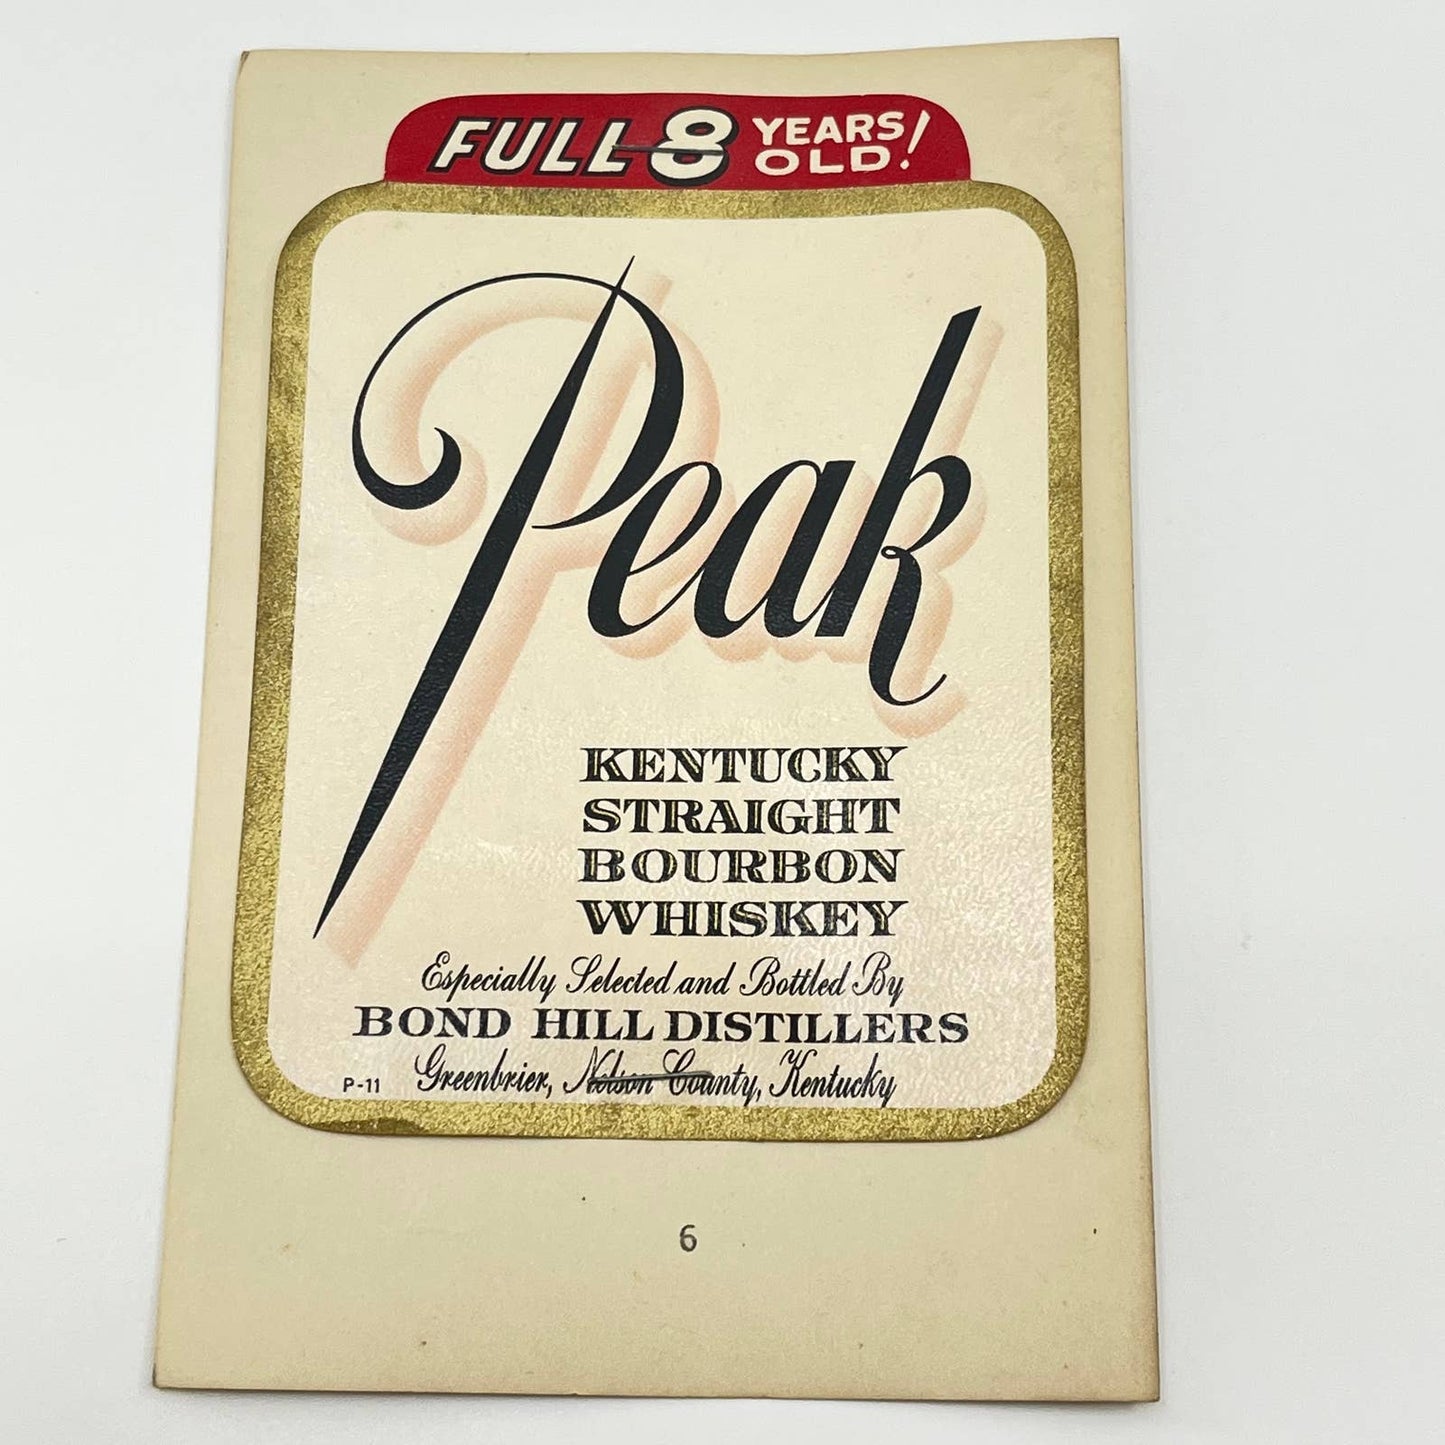 FULL 8 YEARS OLD!
Peak
KENTUCKY
STRAIGHT
BOURBON
WHISKEY
Especially Selected and Bottled By
BOND HILL DISTILLERS
P-11 Greenbrier, Nelson County, Kentucky
6